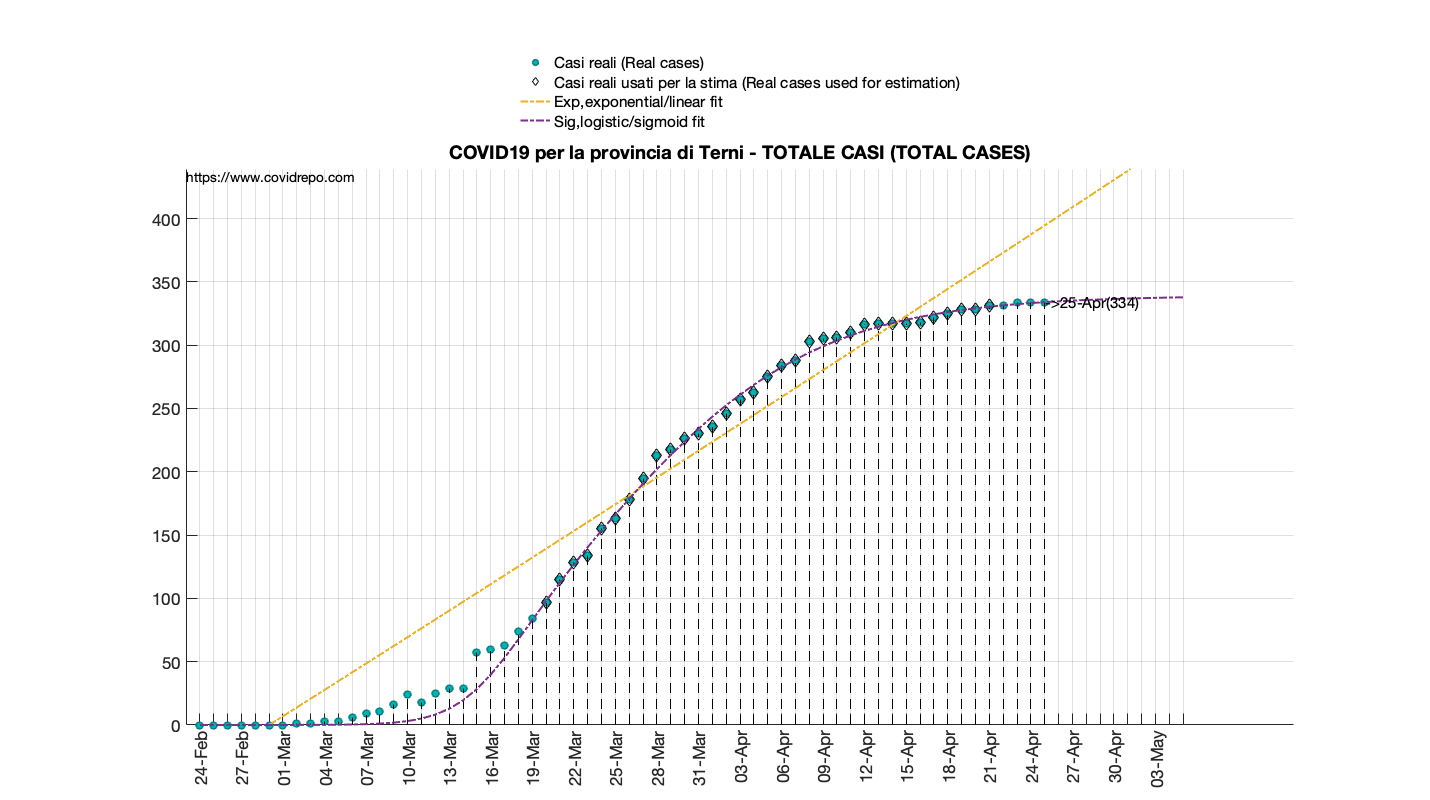 Casi reali (Real cases)
Casi reali usati per la stima (Real cases used for estimation)
Exp,exponential/linear fit
Sig,logistic/sigmoid fit
COVID19 per la provincia di Terni - TOTALE CASI (TOTAL CASES)
https://www.covidrepo.com
400
350
300
250
200
150
100
50
0
->25-Apr(334)
24-Feb
27-Feb
01-Mar
04-Mar
07-Mar
10-Mar
13-Mar
16-Mar
19-Mar
22-Mar
25-Mar
28-Mar
31-Mar
03-Apr
06-Apr
09-Apr
12-Apr
15-Apr
18-Apr
21-Apr
24-Apr
27-Apr
30-Apr
03-May